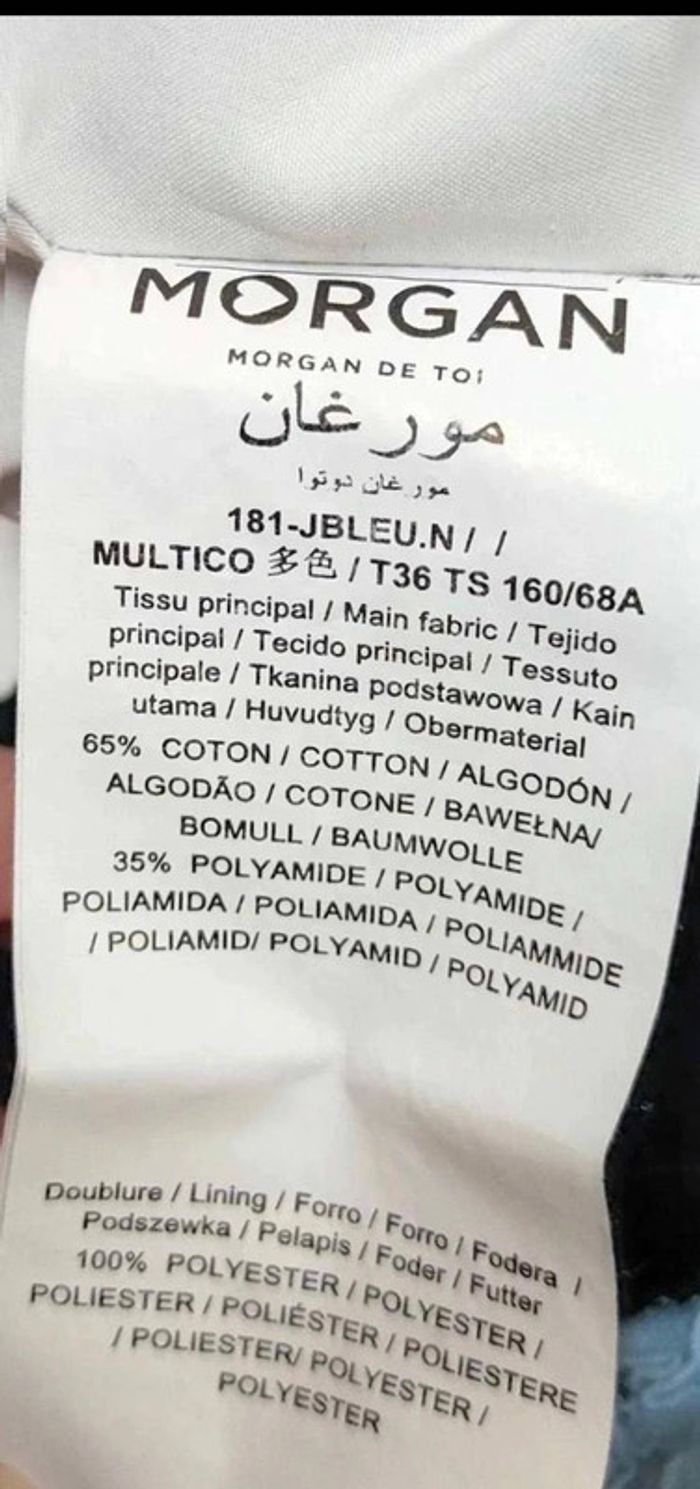 MORGAN
MORGAN DE TOi
مورغان
مورغان دو توا
181-JBLEU.N / /
MULTICO 多色 / T36 TS 160/68A
Tissu principal / Main fabric / Tejido
principal / Tecido principal / Tessuto
principale / Tkanina podstawowa / Kain
utama / Huvudtyg / Obermaterial
65% COTON / COTTON / ALGODÓN /
ALGODÃO / COTONE / BAWEŁNA/
BOMULL / BAUMWOLLE
35% POLYAMIDE / POLYAMIDE /
POLIAMIDA / POLIAMIDA / POLIAMMIDE
/ POLIAMID/ POLYAMID / POLYAMID
Doublure / Lining / Forro / Forro / Fodera /
Podszewka / Pelapis / Foder / Futter
100% POLYESTER / POLYESTER /
POLIESTER / POLIÉSTER / POLIESTERE
/ POLIESTER/ POLYESTER /
POLYESTER